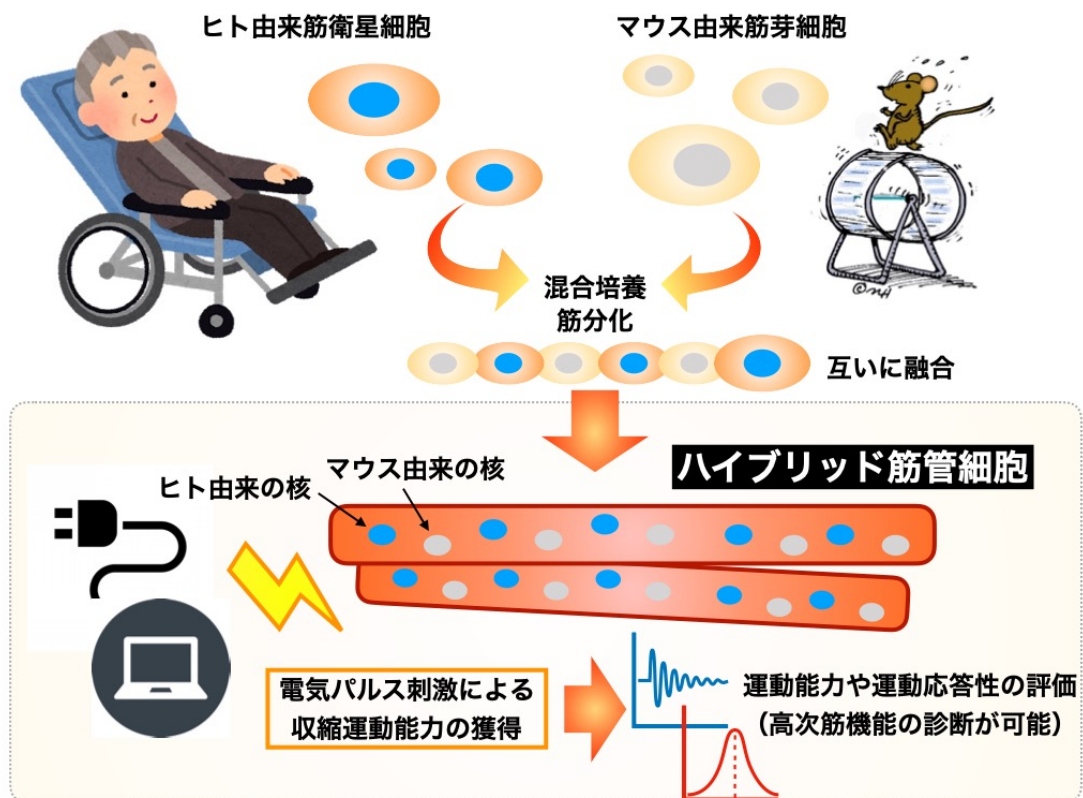 ヒト由来筋衛星細胞
マウス由来筋芽細胞
混合培養
筋分化
互いに融合
ハイブリッド筋管細胞
マウス由来の核
ヒト由来の核
電気パルス刺激による
収縮運動能力の獲得
運動能力や運動応答性の評価
（高次筋機能の診断が可能）